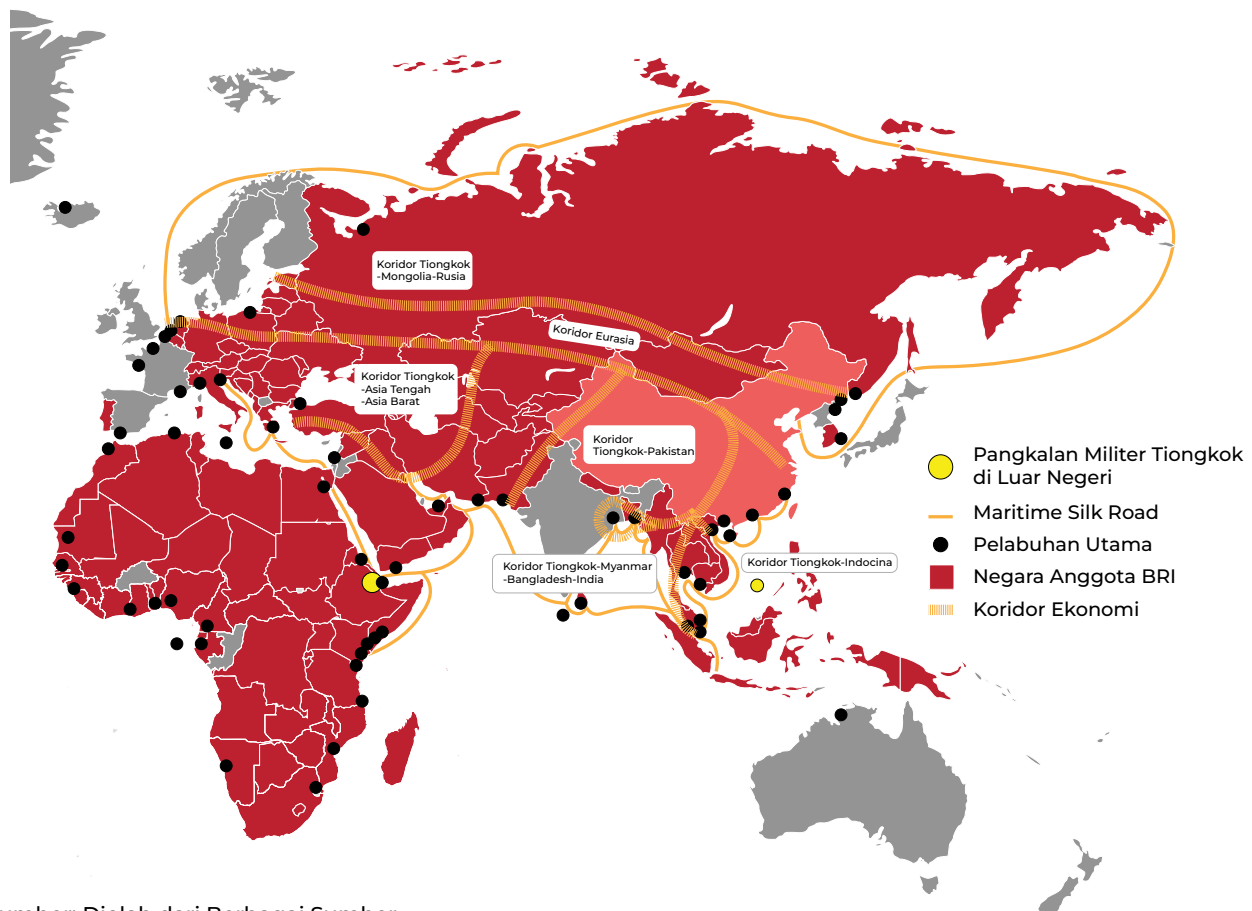 Koridor Tiongkok
-Mongolia-Rusia
Koridor Eurasia
Koridor Tiongkok
-Asia Tengah
-Asia Barat
Koridor
Tiongkok-Pakistan
Koridor Tiongkok-Myanmar
-Bangladesh-India
Koridor Tiongkok-Indocina
Pangkalan Militer Tiongkok
di Luar Negeri
Maritime Silk Road
Pelabuhan Utama
Negara Anggota BRI
Koridor Ekonomi